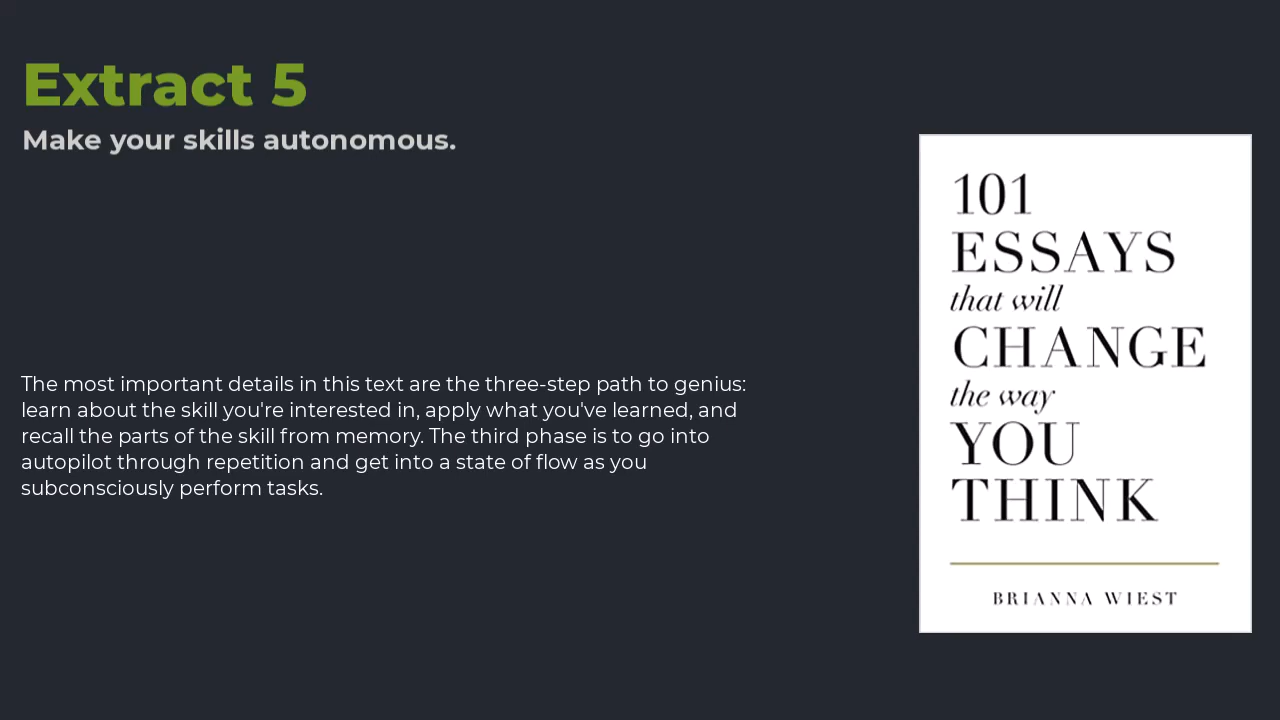 Extract 5
Make your skills autonomous.
The most important details in this text are the three-step path to genius:
learn about the skill you're interested in, apply what you've learned, and
recall the parts of the skill from memory. The third phase is to go into
autopilot through repetition and get into a state of flow as you
subconsciously perform tasks.
101
ESSAYS
that will
CHANGE
the way
YOU
THINK
BRIANNA WIEST